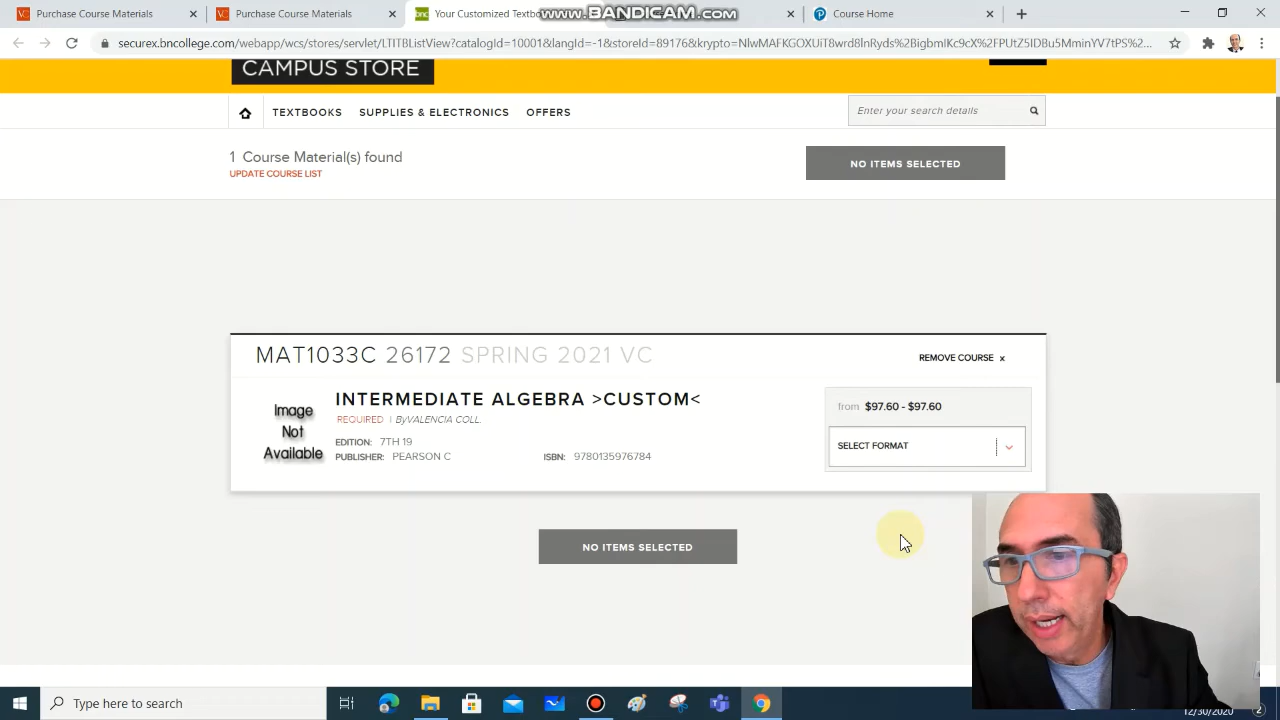 Purchase Course Materials
Purchase Course Materials
Your Customized Textbo
Course Home
www.BANDICAM.com
securex.bncollege.com/webapp/wcs/stores/servlet/LTITBListView?catalogId=10001&langId=-1&storeId=89176&krypto=NlwMAFKGOXUiT8wrd8lnRyds%2BigbmIKc9cX%2FPUtZ5IDBu5MminYV7tPS%2...
CAMPUS STORE
TEXTBOOKS
SUPPLIES & ELECTRONICS
OFFERS
Enter your search details
1 Course Material(s) found
UPDATE COURSE LIST
NO ITEMS SELECTED
MAT1033C 26172 SPRING 2021 VC
REMOVE COURSE x
INTERMEDIATE ALGEBRA >CUSTOM<
REQUIRED | ByVALENCIA COLL.
EDITION: 7TH 19
PUBLISHER: PEARSON C
ISBN: 9780135976784
from $97.60 - $97.60
SELECT FORMAT
Image
Not
Available
NO ITEMS SELECTED
Type here to search
12/30/2020
2